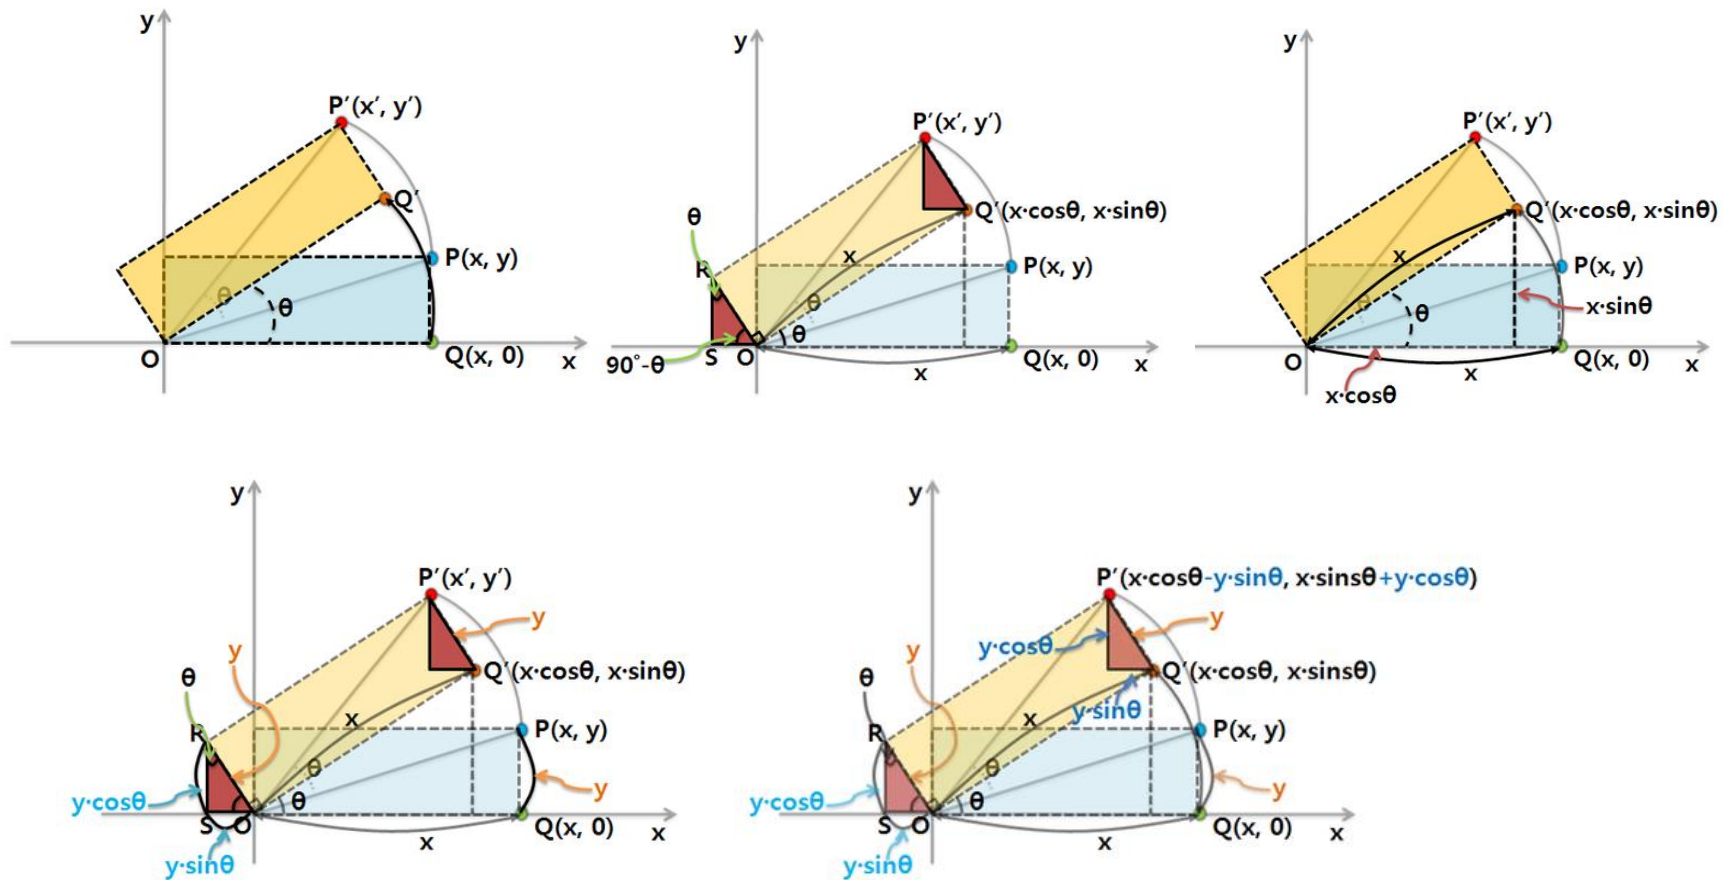 y
P′(x′, y′)
Q′
P(x, y)
θ
θ
O
Q(x, 0)
x
y
P′(x′, y′)
θ
Q′(x·cosθ, x·sinθ)
R
x
P(x, y)
θ
θ
90˚-θ
S
O
Q(x, 0)
x
x
y
P′(x′, y′)
Q′(x·cosθ, x·sinθ)
x
P(x, y)
θ
θ
x·sinθ
O
Q(x, 0)
x
x
x·cosθ
y
P′(x′, y′)
y
y
θ
Q′(x·cosθ, x·sinθ)
R
x
P(x, y)
θ
y·cosθ
θ
y
S
O
Q(x, 0)
x
x
y·sinθ
y
P′(x·cosθ-y·sinθ, x·sinsθ+y·cosθ)
y
y·cosθ
y
θ
Q′(x·cosθ, x·sinsθ)
y·sinθ
R
x
P(x, y)
θ
y·cosθ
θ
y
S
O
Q(x, 0)
x
x
y·sinθ